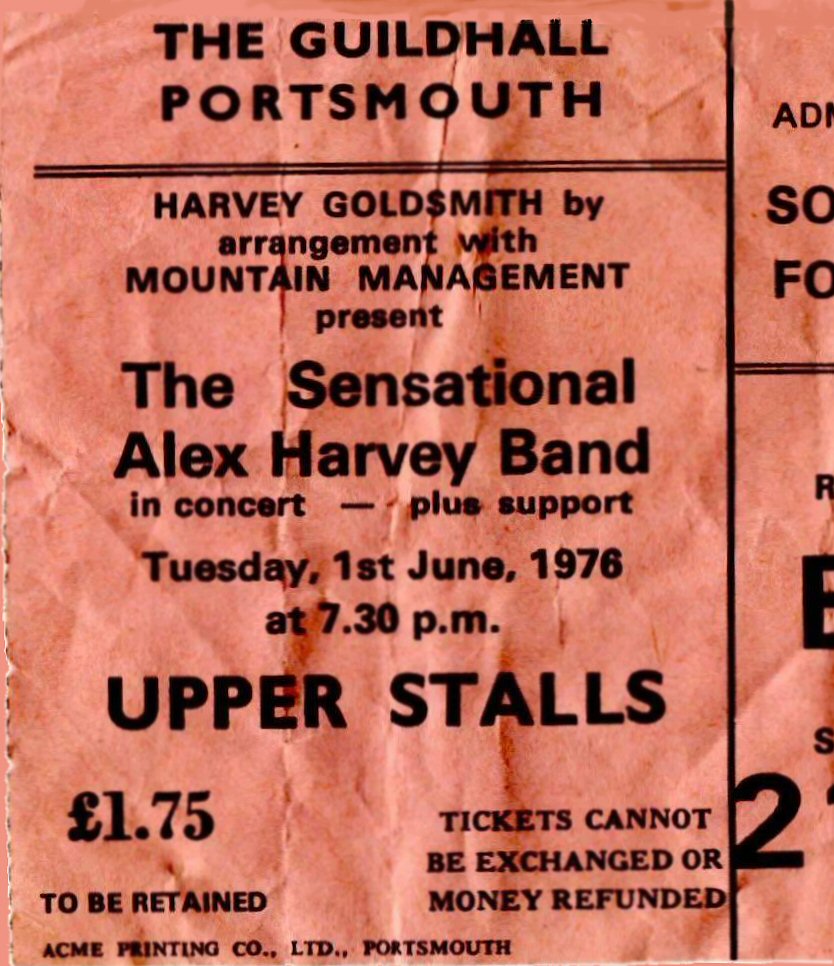 THE GUILDHALL
PORTSMOUTH
HARVEY GOLDSMITH by
arrangement with
MOUNTAIN MANAGEMENT
present
The Sensational
Alex Harvey Band
in concert — plus support
Tuesday, 1st June, 1976
at 7.30 p.m.
UPPER STALLS
£1.75
TICKETS CANNOT
BE EXCHANGED OR
MONEY REFUNDED
TO BE RETAINED
ACME PRINTING CO., LTD., PORTSMOUTH
SO
FO